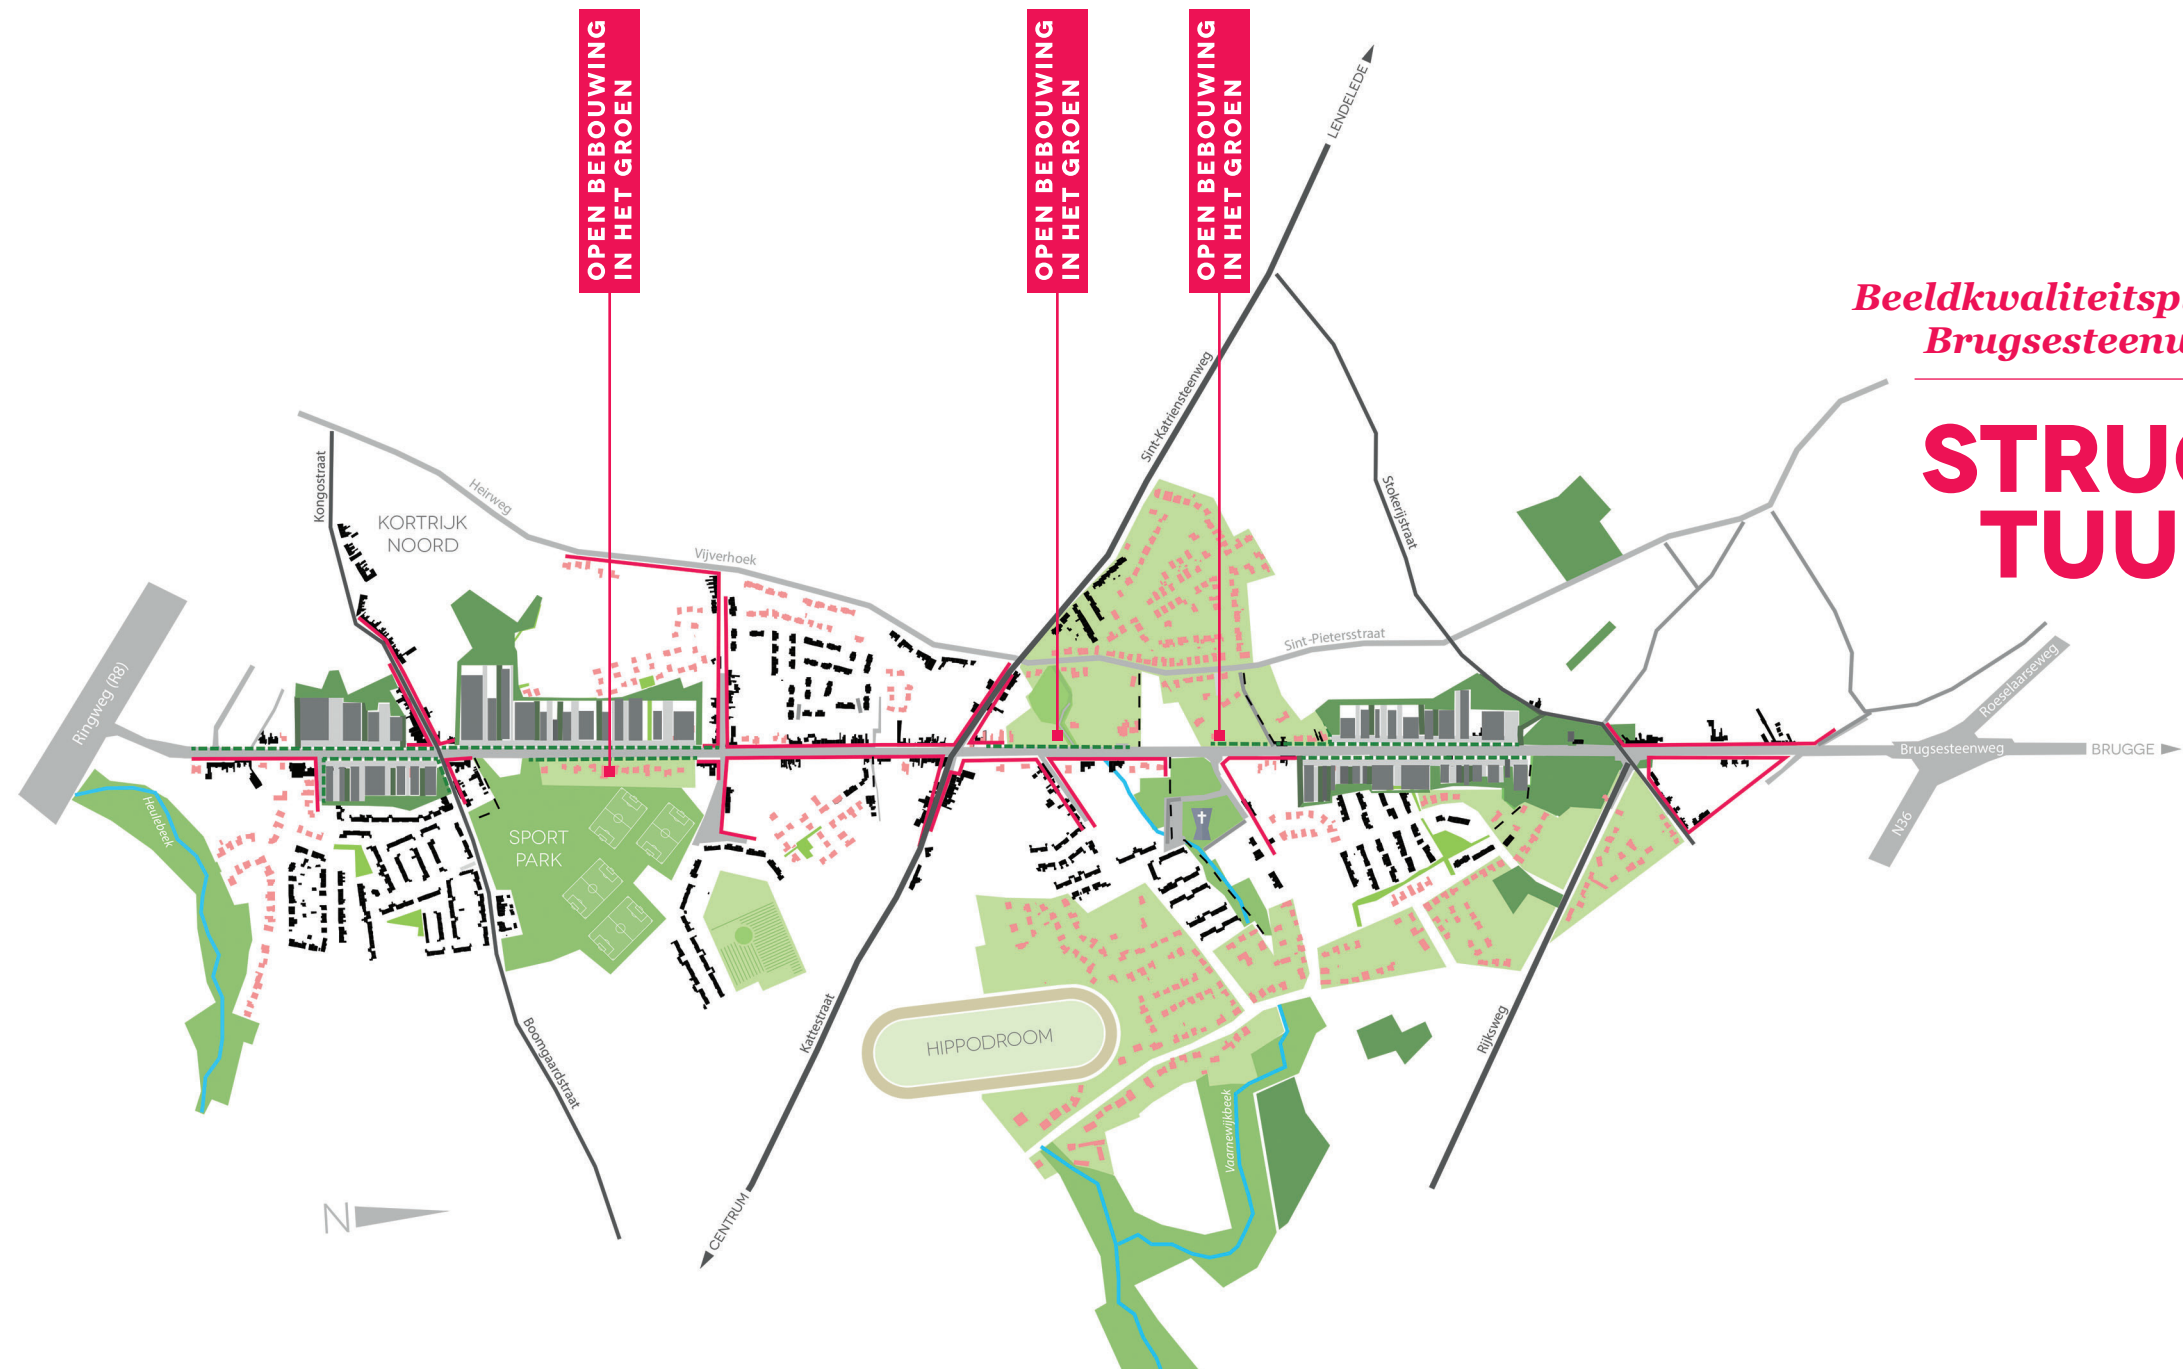 OPEN BEBOUWING
IN HET GROEN
OPEN BEBOUWING
IN HET GROEN
OPEN BEBOUWING
IN HET GROEN
LENDELEDE
Beeldkwaliteitsp
Brugsesteenw
STRUC
TUU
Sint-Katriensteenweg
Kongostraat
Heirweg
KORTRIJK
NOORD
Stokerijstraat
Vijverhoek
Sint-Pietersstraat
Ringweg (R8)
Roeselaarseweg
Brugsesteenweg
BRUGGE
Heulebeek
SPORT
PARK
N36
Boomgaardstraat
Kattestraat
HIPPODROOM
Rijksweg
Vaarnewijkbeek
N
CENTRUM